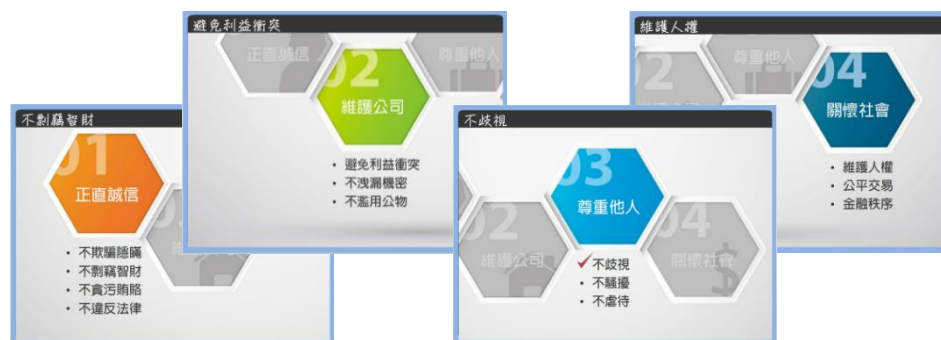 不剽竊智財
01
正直誠信
• 不欺騙隱瞞
• 不剽竊智財
• 不貪污賄賂
• 不違反法律
避免利益衝突
正直誠信
02
維護公司
尊重他人
• 避免利益衝突
• 不洩漏機密
• 不濫用公物
不歧視
02
維護公司
03
尊重他人
04
關懷社會
✓不歧視
• 不騷擾
• 不虐待
維護人權
2
尊重他人
04
關懷社會
• 維護人權
• 公平交易
• 金融秩序